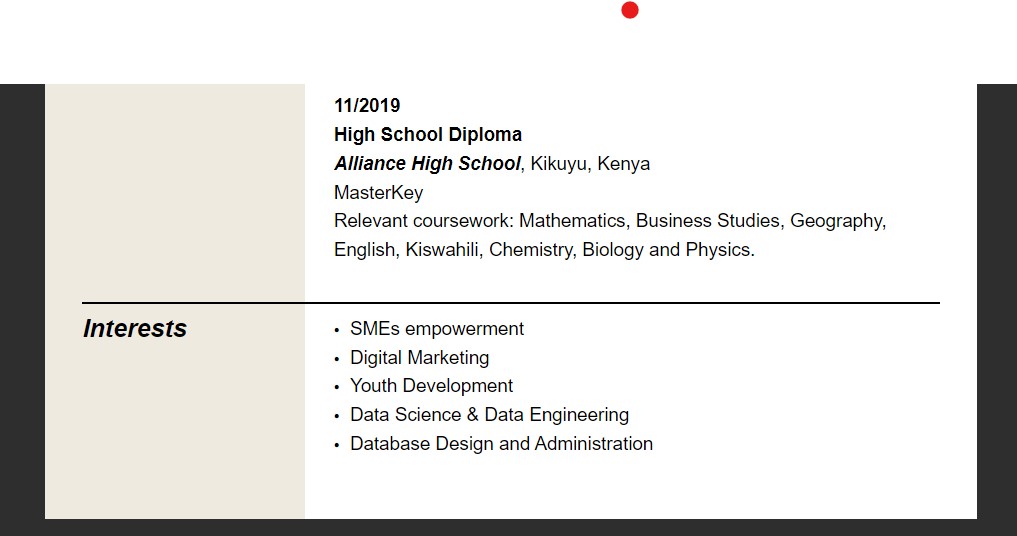 11/2019
High School Diploma
Alliance High School, Kikuyu, Kenya
MasterKey
Relevant coursework: Mathematics, Business Studies, Geography,
English, Kiswahili, Chemistry, Biology and Physics.
Interests
• SMEs empowerment
• Digital Marketing
• Youth Development
• Data Science & Data Engineering
• Database Design and Administration